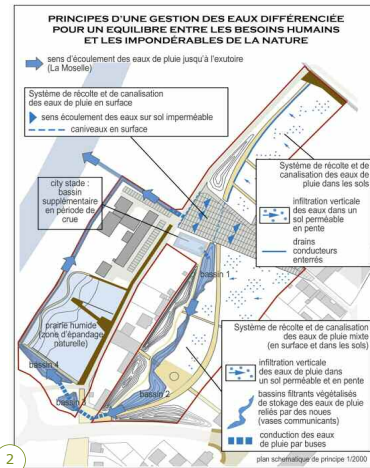 PRINCIPES D'UNE GESTION DES EAUX DIFFÉRENCIÉE
POUR UN EQUILIBRE ENTRE LES BESOINS HUMAINS
ET LES IMPONDÉRABLES DE LA NATURE
sens d'écoulement des eaux de pluie jusqu'à l'exutoire
(La Moselle)
Système de récolte et de canalisation
des eaux de pluie en surface
sens écoulement des eaux sur sol imperméable
caniveaux en surface
city stade :
bassin
supplémentaire
en période de
crue
Système de récolte et de
canalisation des eaux de
pluie dans les sols
infiltration verticale
des eaux dans un
sol perméable
en pente
drains
conducteurs
enterrés
bassin 1
prairie humide
(zone d'épandage
naturelle)
bassin 4
bassin 3
bassin 2
Système de récolte et de canalisation
des eaux de pluie mixte
(en surface et dans les sols)
infiltration verticale
des eaux de pluie dans
un sol perméable et en pente
bassins filtrants végétalisés
de stokage des eaux de pluie
reliés par des noues
(vases communicants)
conduction des eaux
de pluie par buses
plan schematique de principe 1/2000
2